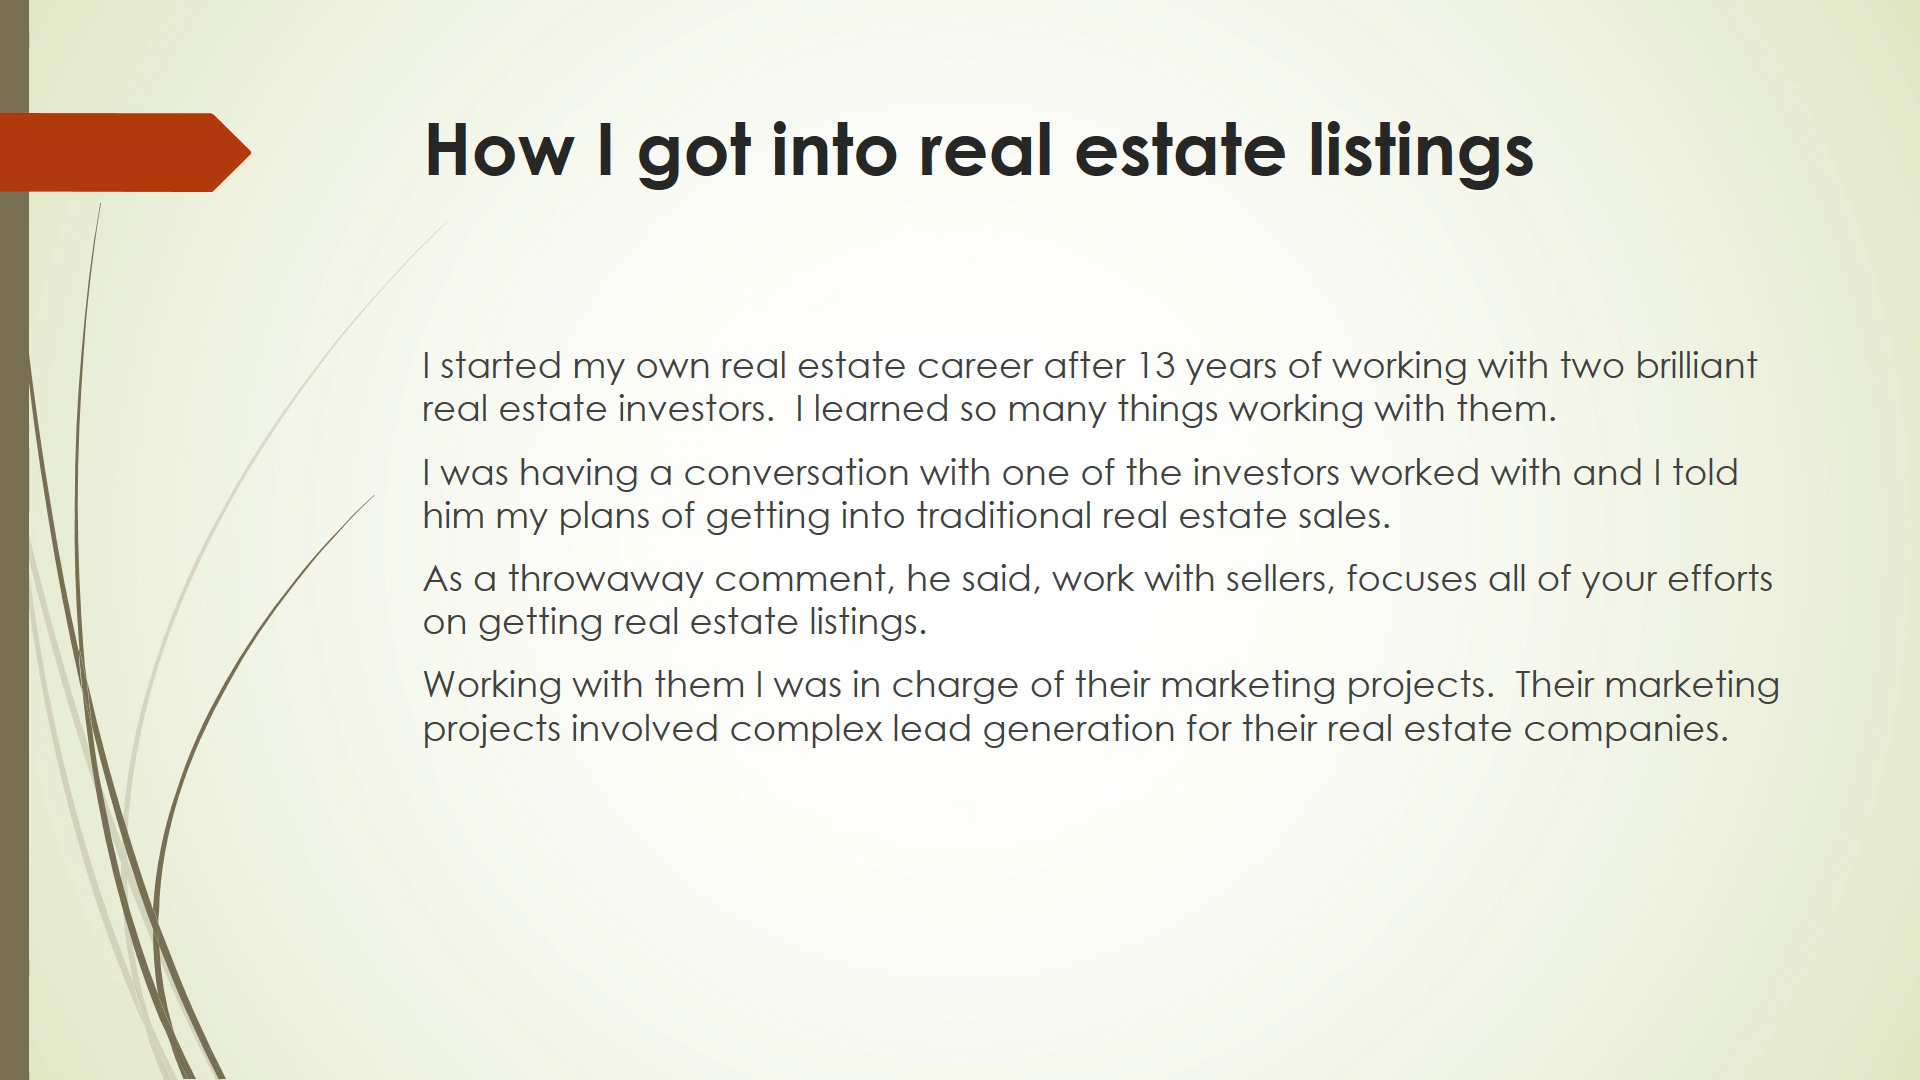 How I got into real estate listings
I started my own real estate career after 13 years of working with two brilliant
real estate investors.  I learned so many things working with them.
I was having a conversation with one of the investors worked with and I told
him my plans of getting into traditional real estate sales.
As a throwaway comment, he said, work with sellers, focuses all of your efforts
on getting real estate listings.
Working with them I was in charge of their marketing projects.  Their marketing
projects involved complex lead generation for their real estate companies.